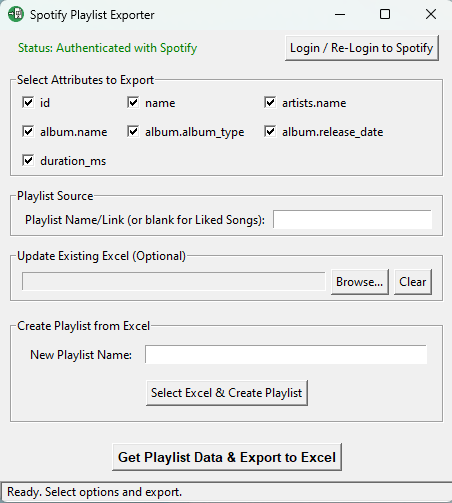 Spotify Playlist Exporter
Status: Authenticated with Spotify
Login / Re-Login to Spotify
Select Attributes to Export
id name artists.name
album.name album.album_type album.release_date
duration_ms
Playlist Source
Playlist Name/Link (or blank for Liked Songs):
Update Existing Excel (Optional)
Browse... Clear
Create Playlist from Excel
New Playlist Name:
Select Excel & Create Playlist
Get Playlist Data & Export to Excel
Ready. Select options and export.